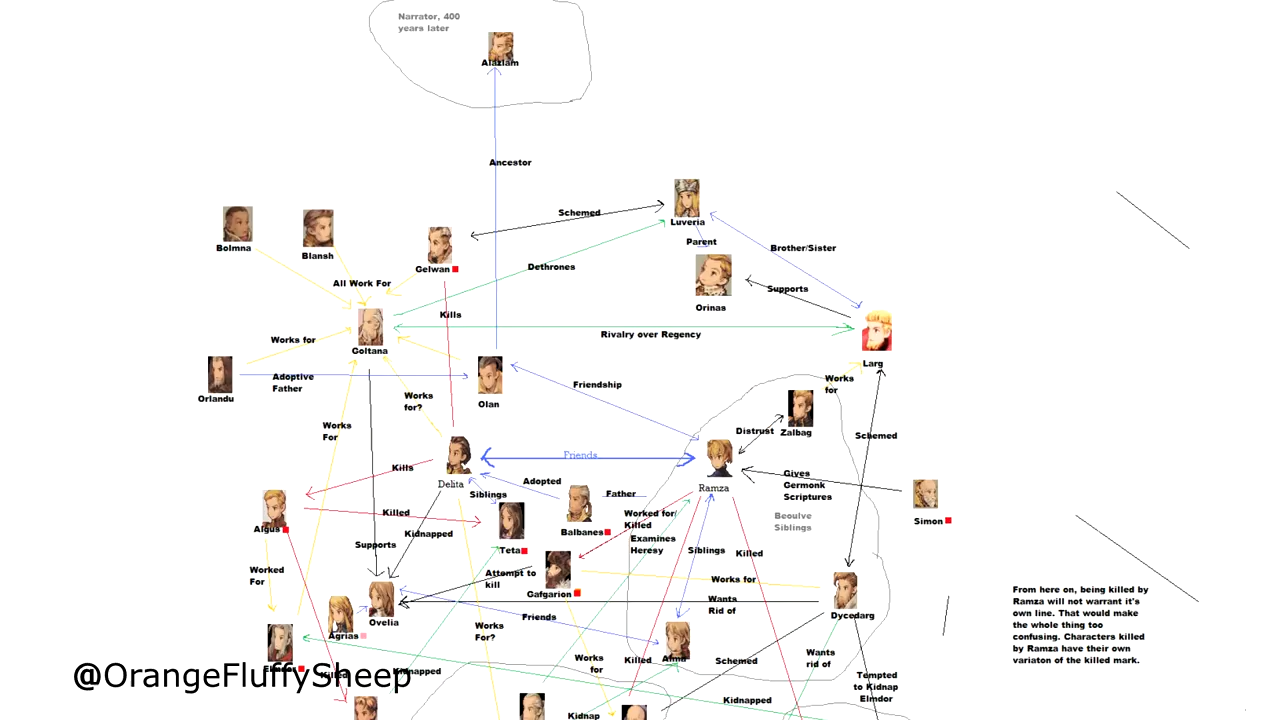 Narrator, 400
years later
Alazlam
Ancestor
Schemed
Luveria
Parent
Brother/Sister
Bolmna
Blansh
Gelwan
Dethrones
All Work For
Supports
Orinas
Kills
Rivalry over Regency
Works for
Goltana
Larg
Adoptive
Father
Orlandu
Olan
Friendship
Works
for
Works
for?
Works
For
Distrust
Zalbag
Schemed
Friends
Kills
Delita
Ramza
Gives
Germonk
Scriptures
Siblings
Adopted
Father
Simon
Algus
Killed
Balbanes
Worked for/
Killed
Beoulve
Siblings
Kidnapped
Supports
Teta
Examines
Heresy
Siblings
Killed
Worked
For
Attempt to
kill
Gafgarion
Works for
Wants
Rid of
Dycedarg
Ovelia
Agrias
Friends
Works
For?
From here on, being killed by
Ramza will not warrant it's
own line. That would make
the whole thing too
confusing. Characters killed
by Ramza have their own
variaton of the killed mark.
Works
for
Killed
Alma
Schemed
Wants
rid of
Elmdor
Killed
Kidnapped
Tempted
to Kidnap
Elmdor
@OrangeFluffySheep
Kidnapped
Kidnap